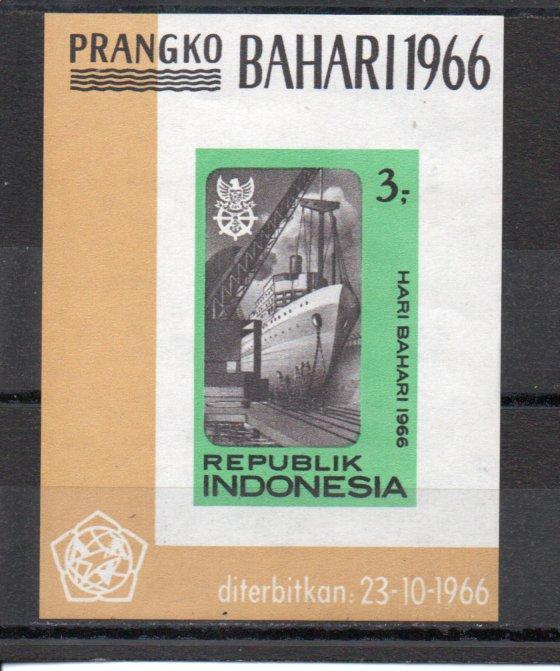 PRANGKO BAHARI 1966
3,-
HARI BAHARI 1966
REPUBLIK
INDONESIA
diterbitkan: 23-10-1966